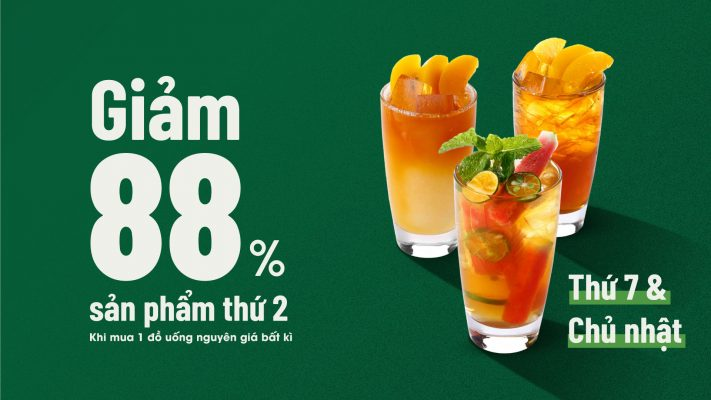 Giảm
88%
sản phẩm thứ 2
Khi mua 1 đồ uống nguyên giá bất kì
Thứ 7 &
Chủ nhật